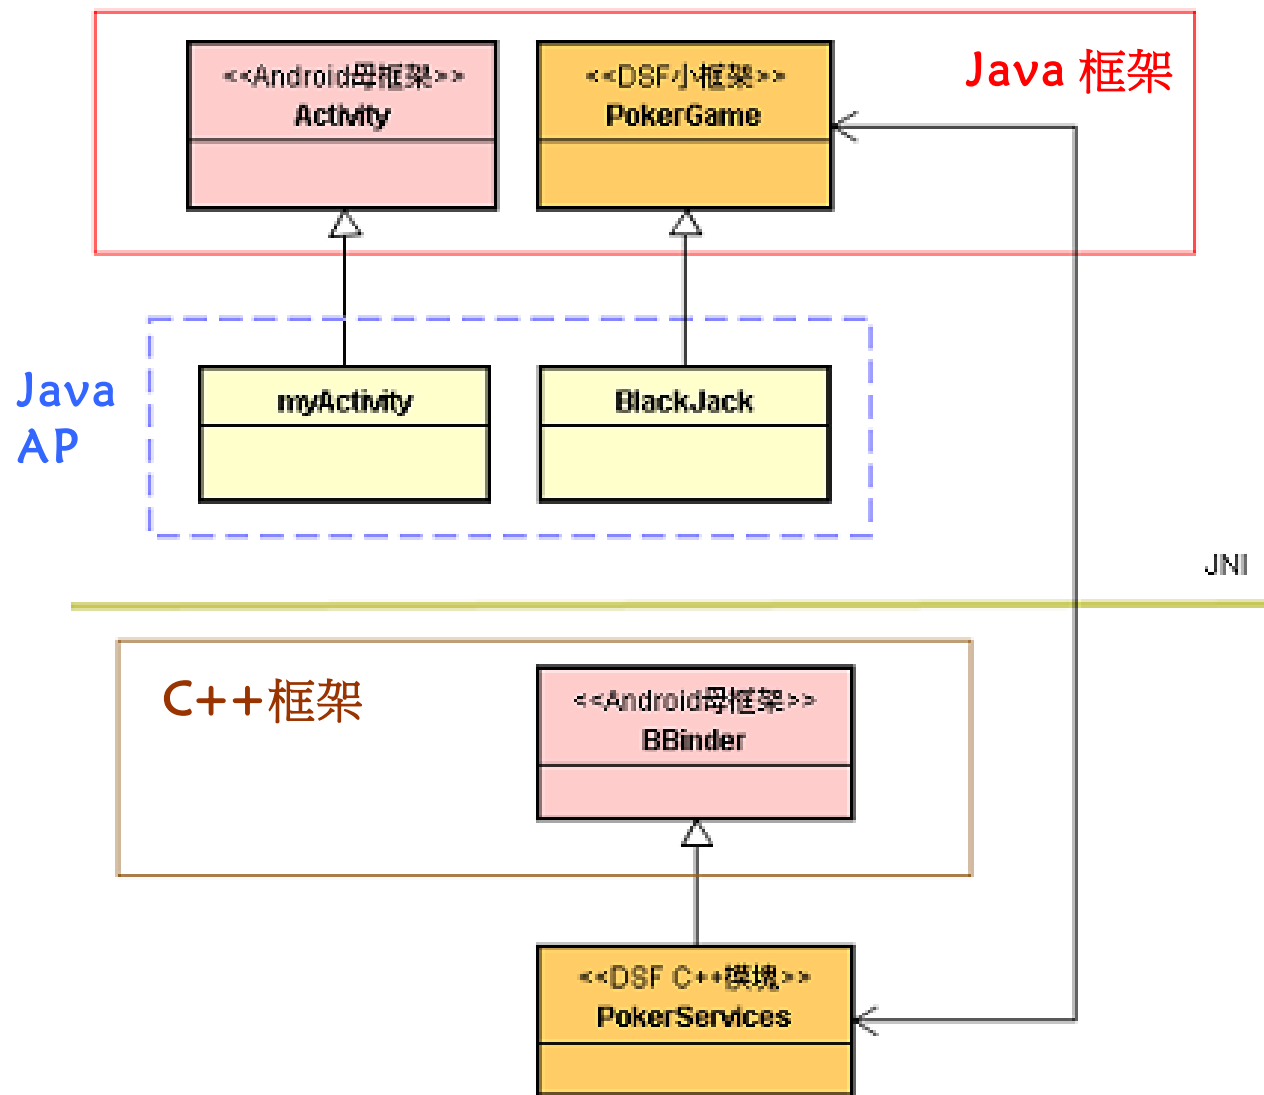 <<Android母框架>>
Activity
<<DSF小框架>>
PokerGame
Java 框架
Java
AP
myActivity
BlackJack
JNI
C++框架
<<Android母框架>>
BBinder
<<DSF C++模塊>>
PokerServices